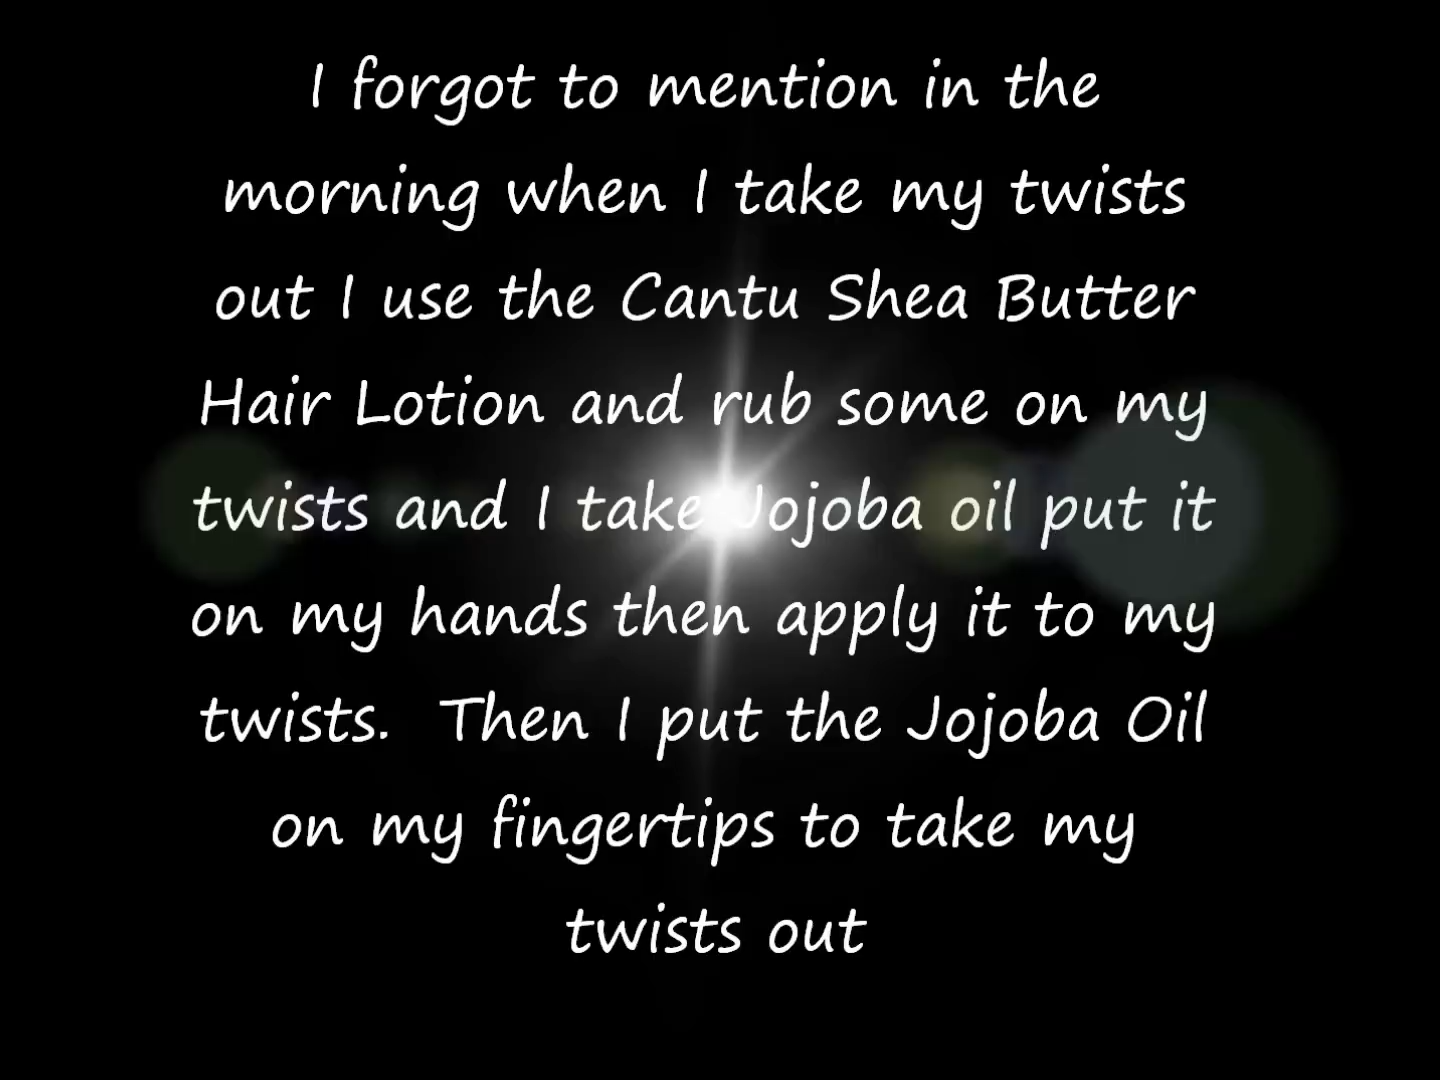 I forgot to mention in the
morning when I take my twists
out I use the Cantu Shea Butter
Hair Lotion and rub some on my
twists and I take Jojoba oil put it
on my hands then apply it to my
twists.  Then I put the Jojoba Oil
on my fingertips to take my
twists out